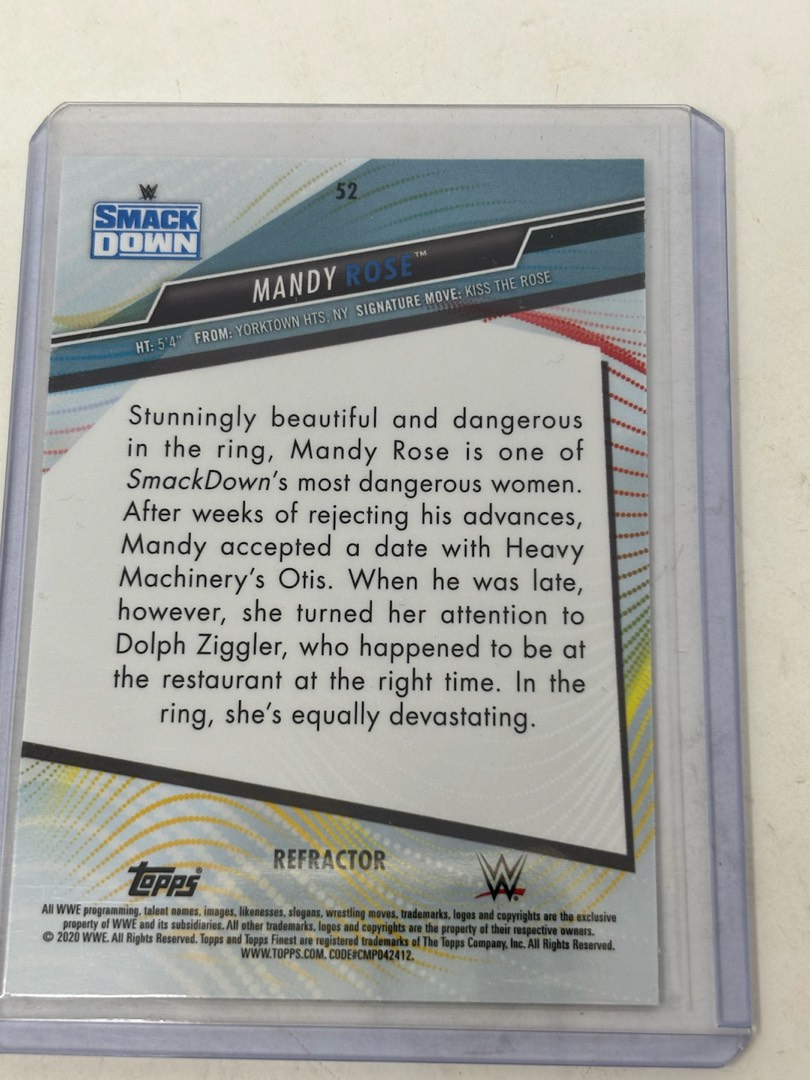 52
W
SMACK
DOWN
MANDY ROSE™
HT: 5'4" FROM: YORKTOWN HTS, NY SIGNATURE MOVE: KISS THE ROSE
Stunningly beautiful and dangerous
in the ring, Mandy Rose is one of
SmackDown's most dangerous women.
After weeks of rejecting his advances,
Mandy accepted a date with Heavy
Machinery's Otis. When he was late,
however, she turned her attention to
Dolph Ziggler, who happened to be at
the restaurant at the right time. In the
ring, she's equally devastating.
REFRACTOR
topps W
All WWE programming, talent names, images, likenesses, slogans, wrestling moves, trademarks, logos and copyrights are the exclusive
property of WWE and its subsidiaries. All other trademarks, logos and copyrights are the property of their respective owners.
© 2020 WWE. All Rights Reserved. Topps and Topps Finest are registered trademarks of The Topps Company, Inc. All Rights Reserved.
WWW.TOPPS.COM. CODE#CMP042412.